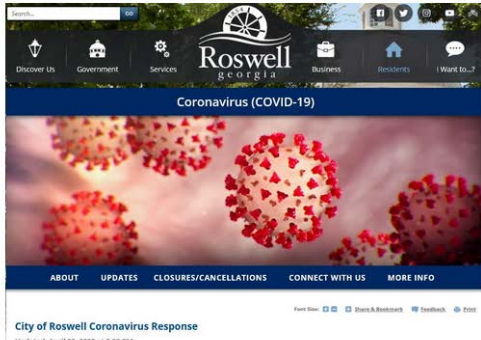 Search...
GO
1854
Roswell
georgia
Discover Us
Government
Services
Business
Residents
I Want to...?
Coronavirus (COVID-19)
ABOUT UPDATES CLOSURES/CANCELLATIONS CONNECT WITH US MORE INFO
Font Size: Share & Bookmark Feedback Print
City of Roswell Coronavirus Response